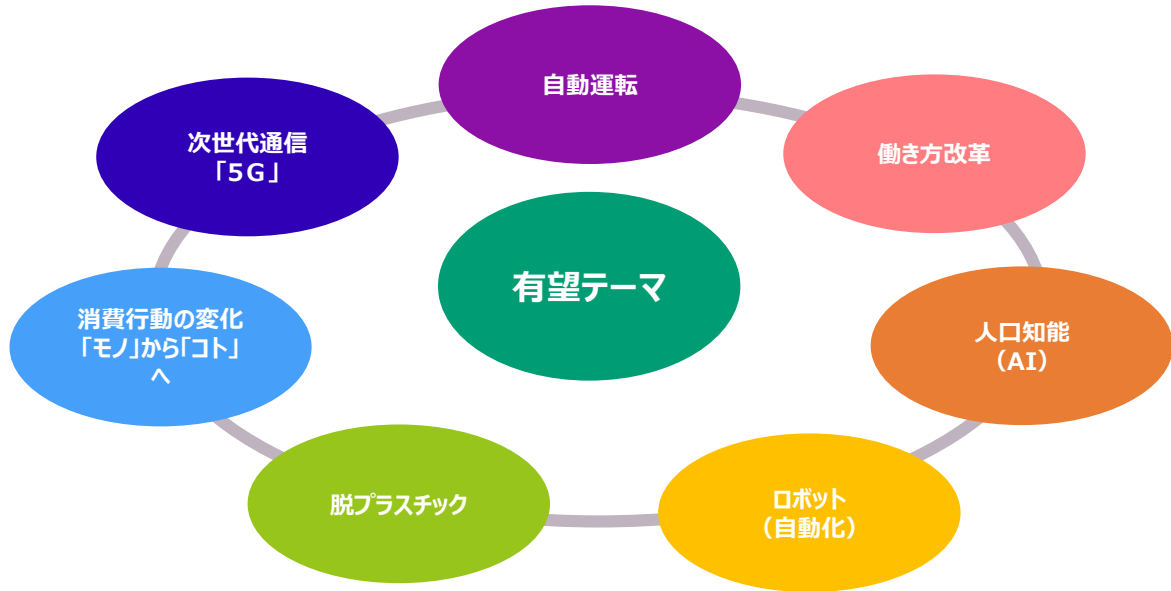 自動運転
次世代通信
「5G」
働き方改革
有望テーマ
消費行動の変化
「モノ」から「コト」
へ
人口知能
（AI）
脱プラスチック
ロボット
（自動化）